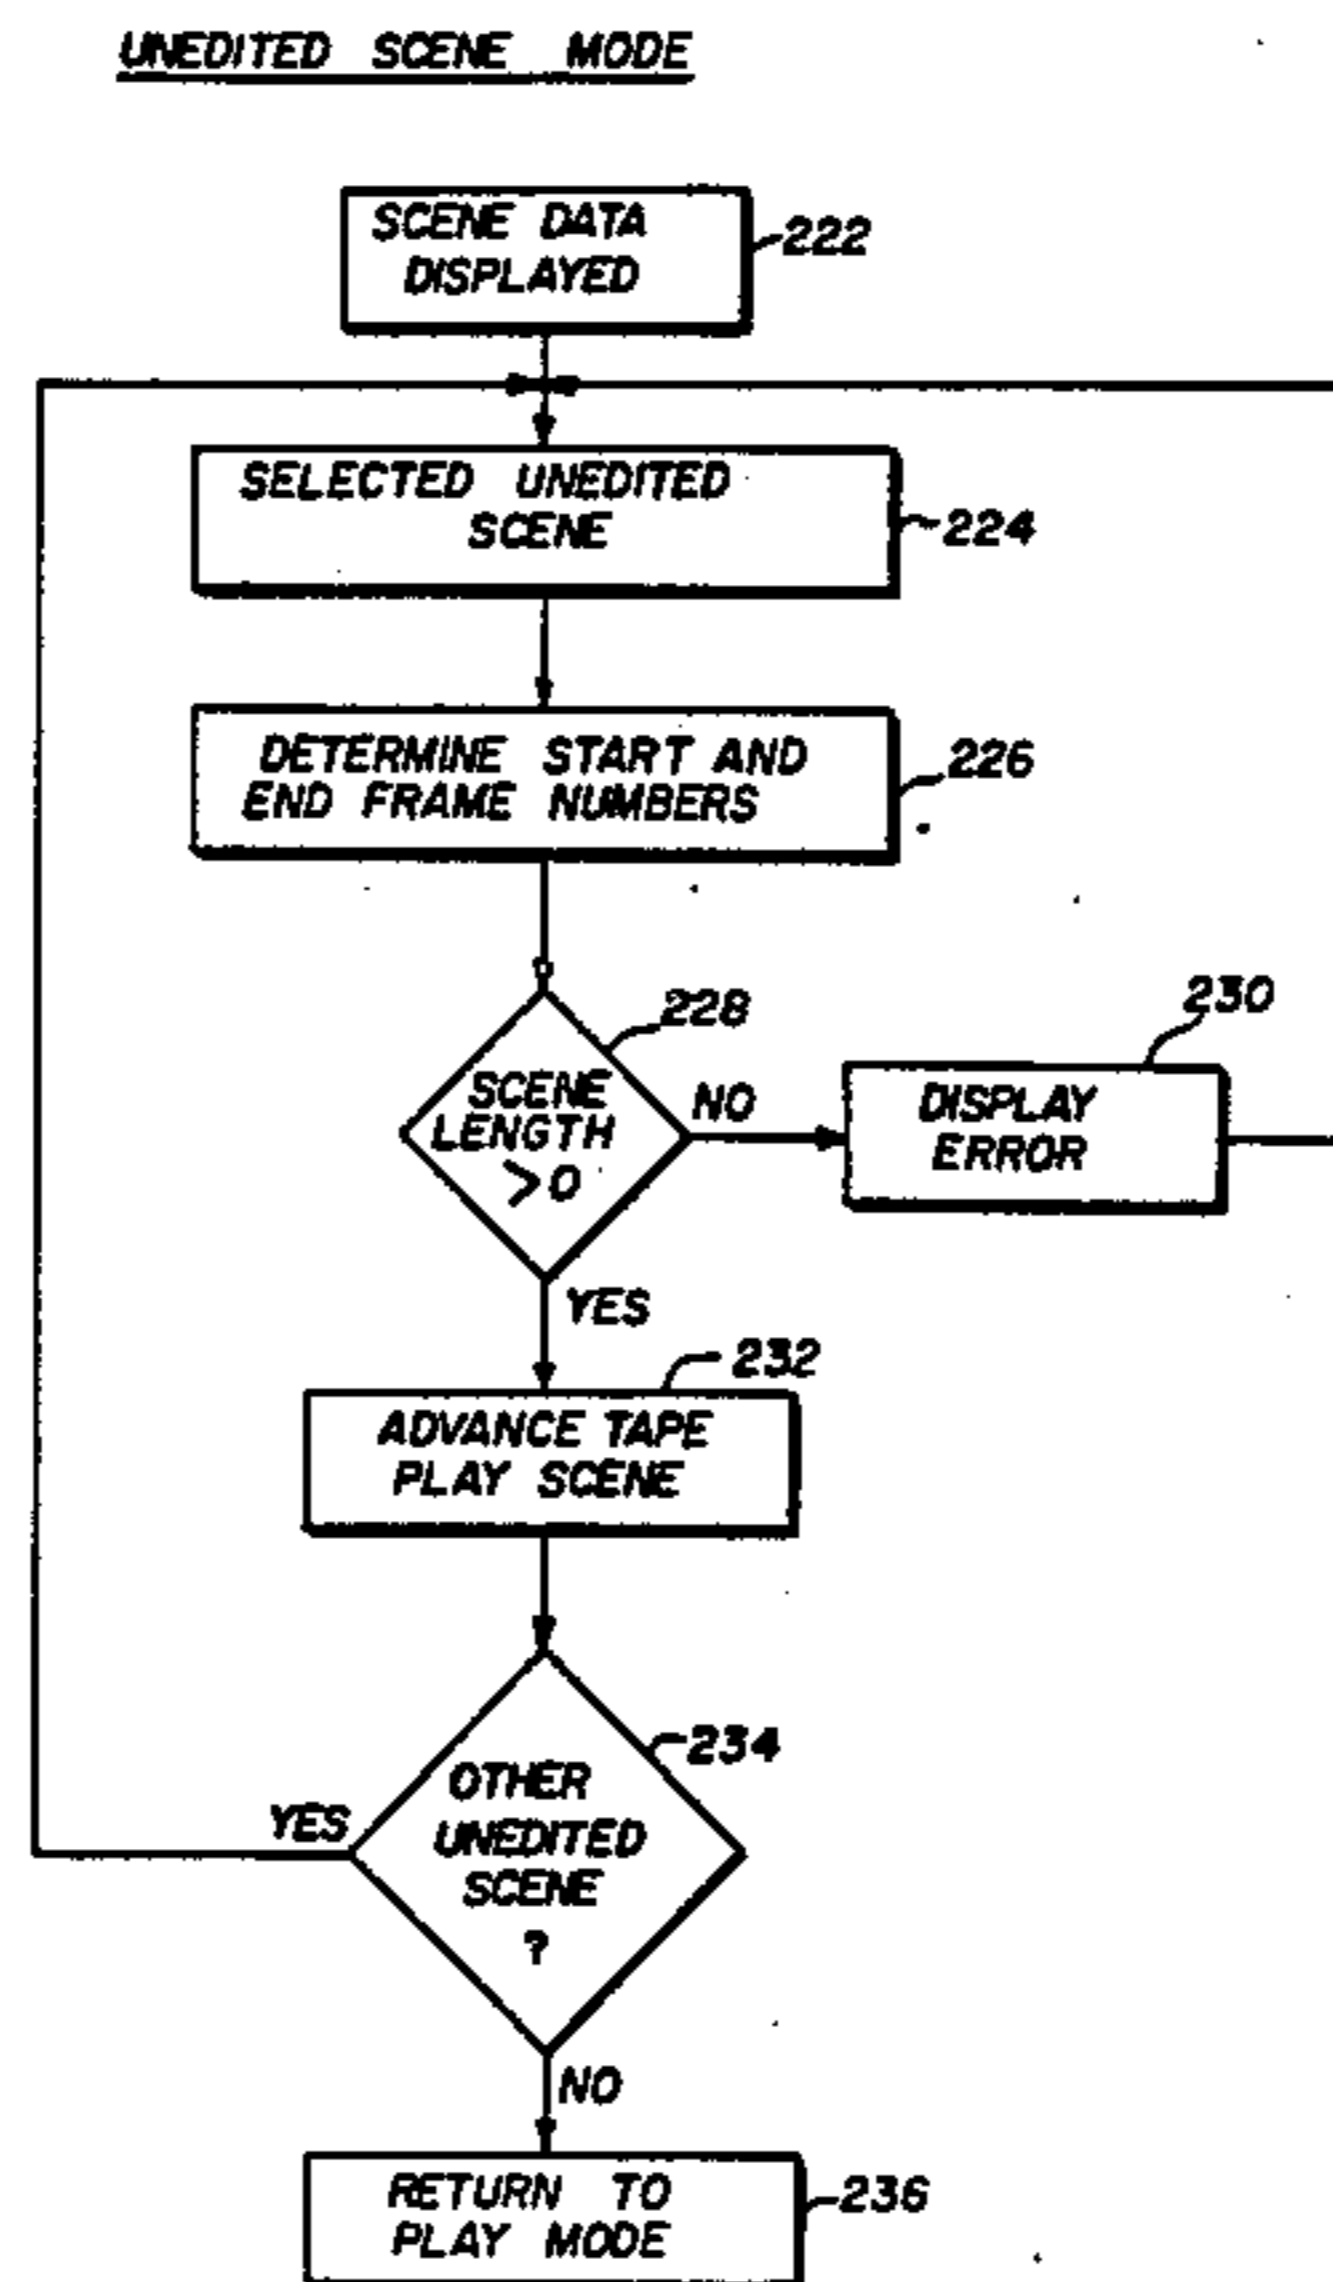 UNEDITED SCENE MODE
SCENE DATA
DISPLAYED
222
SELECTED UNEDITED
SCENE
224
DETERMINE START AND
END FRAME NUMBERS
226
228
SCENE
LENGTH
>0
NO
230
DISPLAY
ERROR
YES
232
ADVANCE TAPE
PLAY SCENE
234
OTHER
UNEDITED
SCENE
?
YES
NO
RETURN TO
PLAY MODE
236